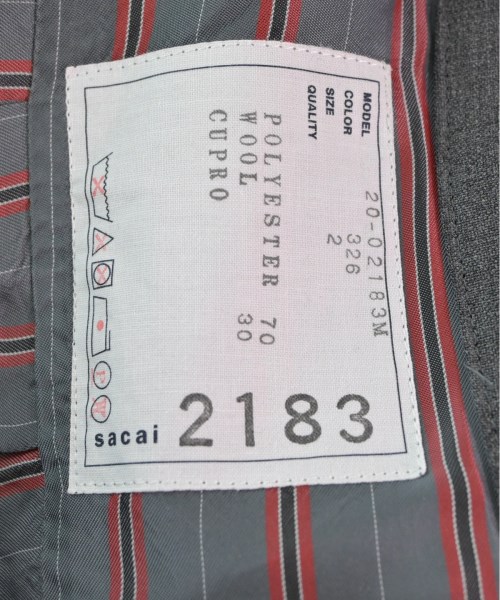 MODEL 20-02183M
COLOR 326
SIZE 2
QUALITY
POLYESTER 70
WOOL 30
CUPRO
P
W
sacai 2183